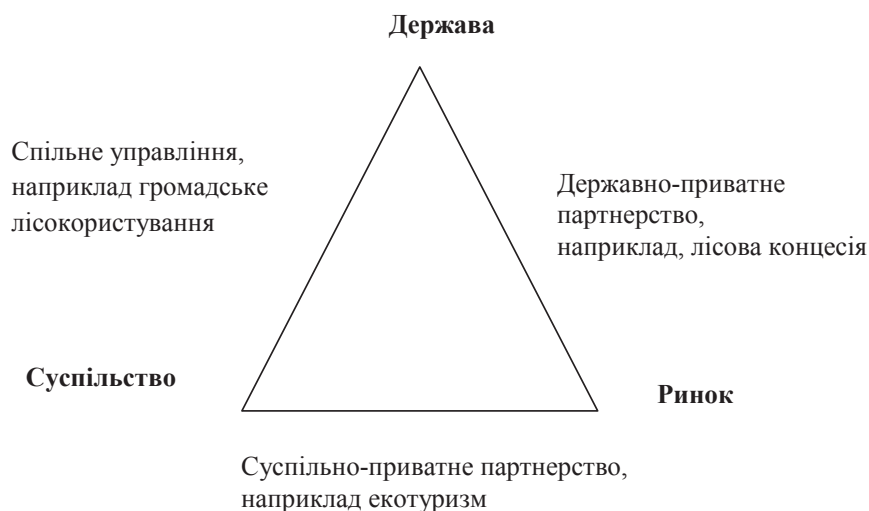 Держава
Спільне управління,
наприклад громадське
лісокористування
Державно-приватне
партнерство,
наприклад, лісова концесія
Суспільство
Ринок
Суспільно-приватне партнерство,
наприклад екотуризм